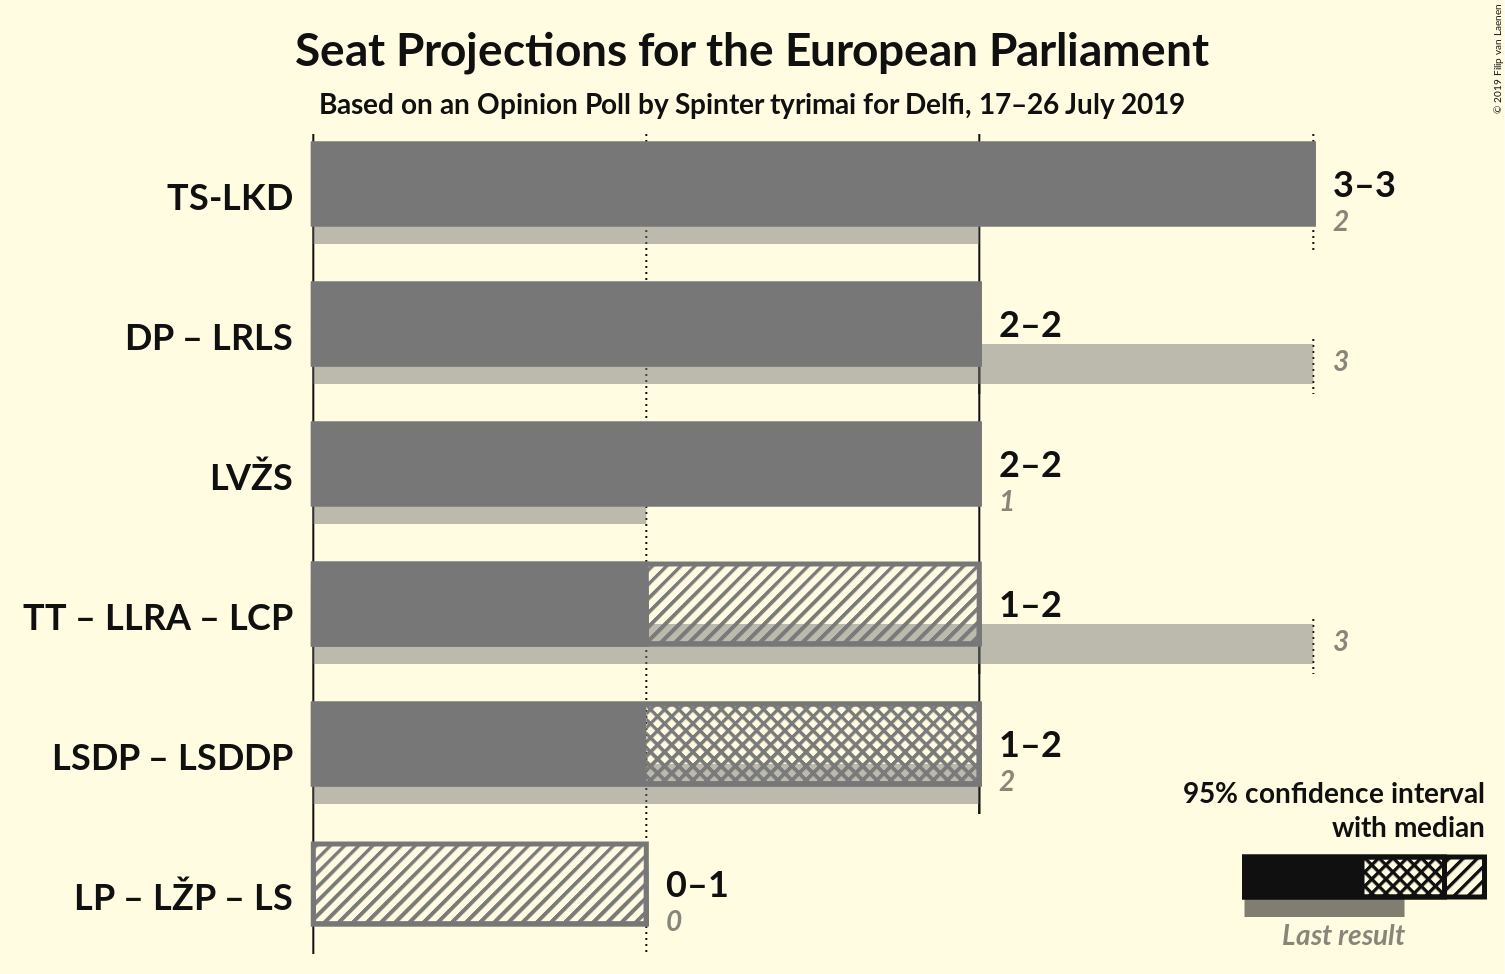 Seat Projections for the European Parliament
Based on an Opinion Poll by Spinter tyrimai for Delfi, 17–26 July 2019
© 2019 Filip van Laenen
TS-LKD
3–3
2
DP – LRLS
2–2
3
LVŽS
2–2
1
TT – LLRA – LCP
1–2
3
LSDP – LSDDP
1–2
2
LP – LŽP – LS
0–1
0
95% confidence interval
with median
Last result